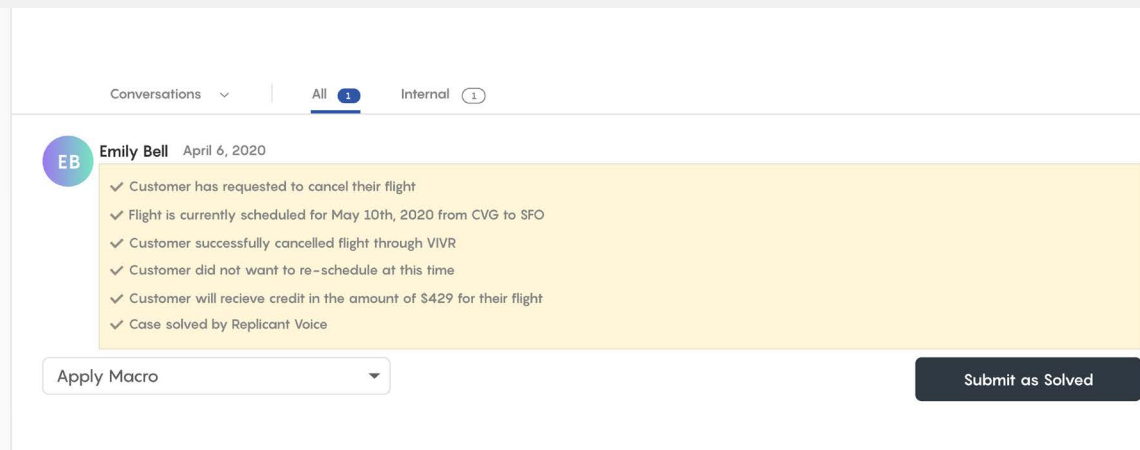 Conversations All 1 Internal 1
EB Emily Bell April 6, 2020
Customer has requested to cancel their flight
Flight is currently scheduled for May 10th, 2020 from CVG to SFO
Customer successfully cancelled flight through VIVR
Customer did not want to re-schedule at this time
Customer will recieve credit in the amount of $429 for their flight
Case solved by Replicant Voice
Apply Macro Submit as Solved